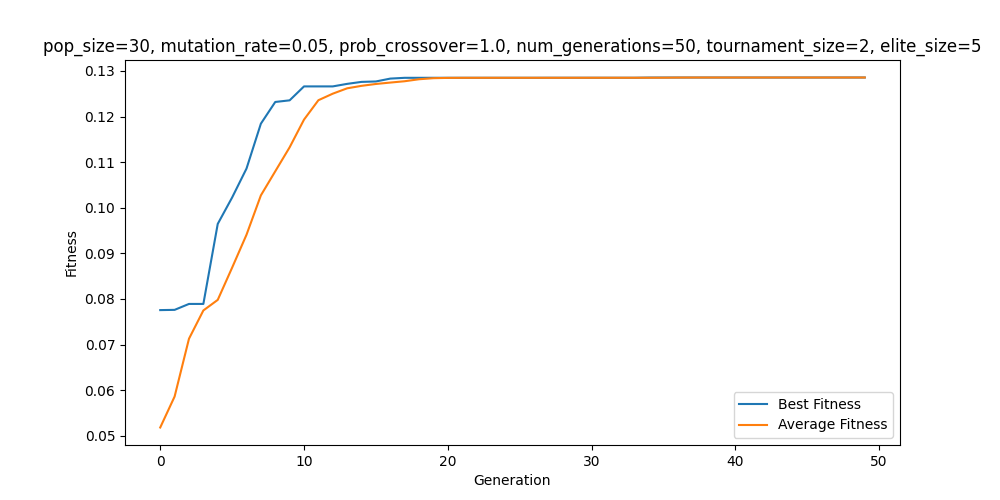 pop_size=30, mutation_rate=0.05, prob_crossover=1.0, num_generations=50, tournament_size=2, elite_size=5
0.13
0.12
0.11
0.10
0.09
0.08
0.07
0.06
0.05
Fitness
Best Fitness
Average Fitness
0 10 20 30 40 50
Generation